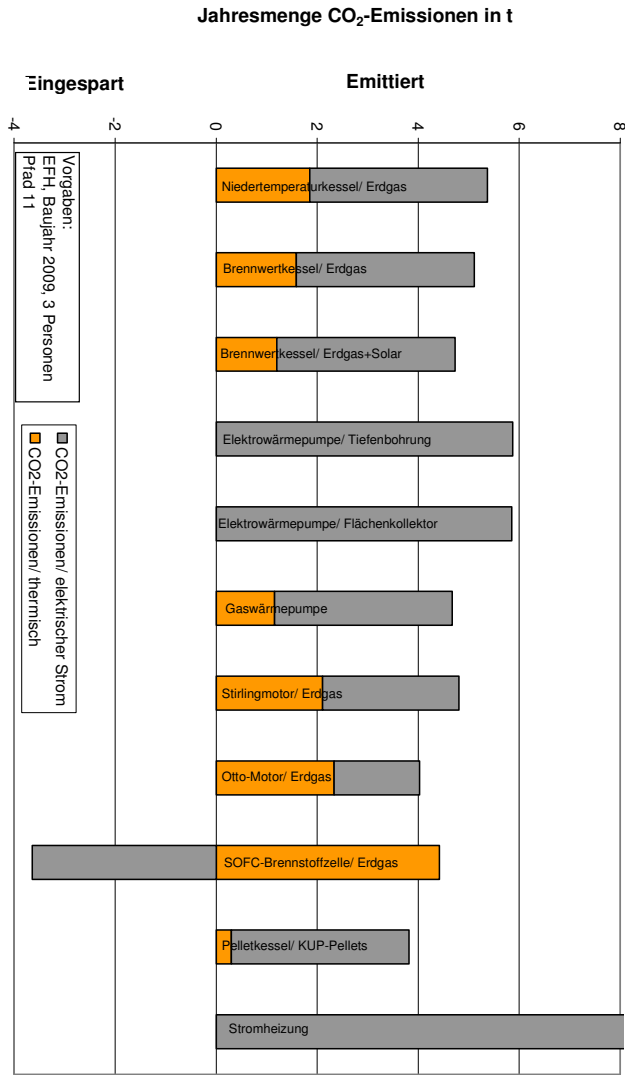 Jahresmenge CO₂-Emissionen in t
Eingespart
Emittiert
-4
-2
0
2
4
6
8
Vorgaben:
EFH, Baujahr 2009, 3 Personen
Pfad 11
Niedertemperaturkessel/ Erdgas
Brennwertkessel/ Erdgas
Brennwertkessel/ Erdgas+Solar
Elektrowärmepumpe/ Tiefenbohrung
Elektrowärmepumpe/ Flächenkollektor
Gaswärmepumpe
Stirlingmotor/ Erdgas
Otto-Motor/ Erdgas
SOFC-Brennstoffzelle/ Erdgas
Pelletkessel/ KUP-Pellets
Stromheizung
CO2-Emissionen/ elektrischer Strom
CO2-Emissionen/ thermisch